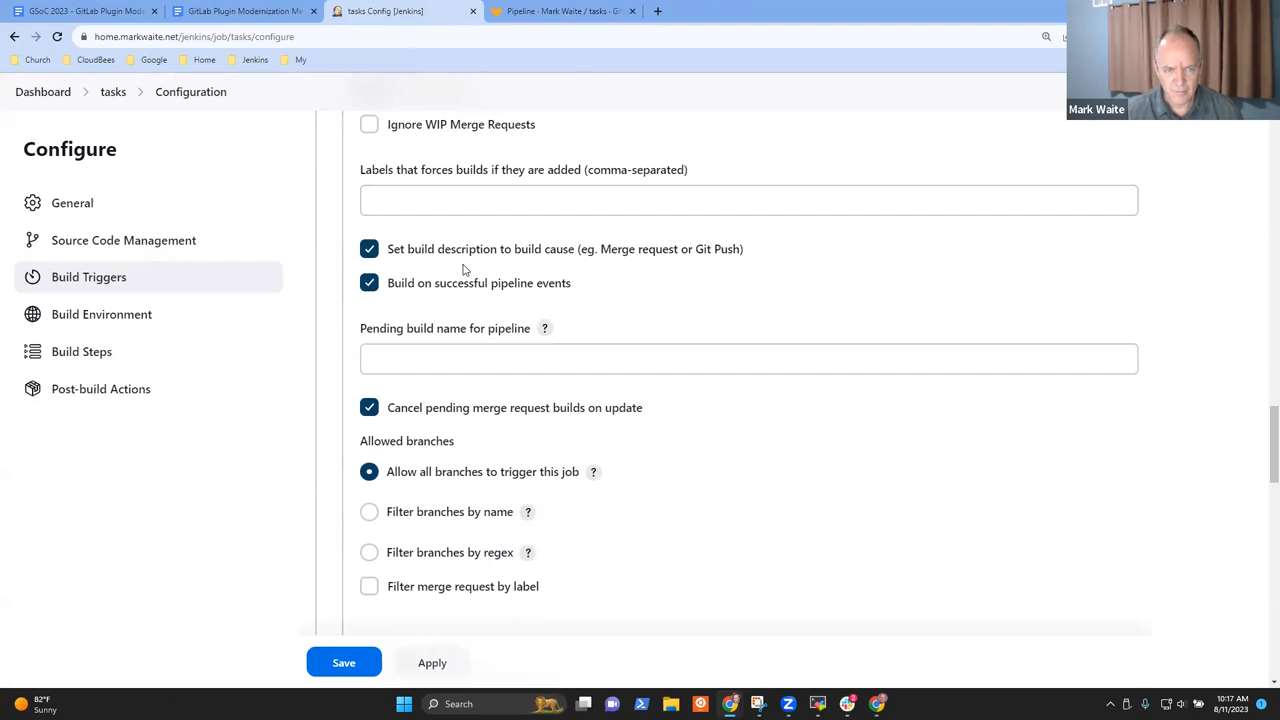 GSoC 2023 - GitLab Plugin Moderni
GitLab Plugin Modernization Me
tasks Config [Jenkins]
Pipeline · Mark Waite / tasks · Git
home.markwaite.net/jenkins/job/tasks/configure
Church
CloudBees
Google
Home
Jenkins
My
Mark Waite
Dashboard
tasks
Configuration
Configure
General
Source Code Management
Build Triggers
Build Environment
Build Steps
Post-build Actions
Ignore WIP Merge Requests
Labels that forces builds if they are added (comma-separated)
Set build description to build cause (eg. Merge request or Git Push)
Build on successful pipeline events
Pending build name for pipeline ?
Cancel pending merge request builds on update
Allowed branches
Allow all branches to trigger this job ?
Filter branches by name ?
Filter branches by regex ?
Filter merge request by label
Save
Apply
82°F
Sunny
Search
10:17 AM
8/11/2023